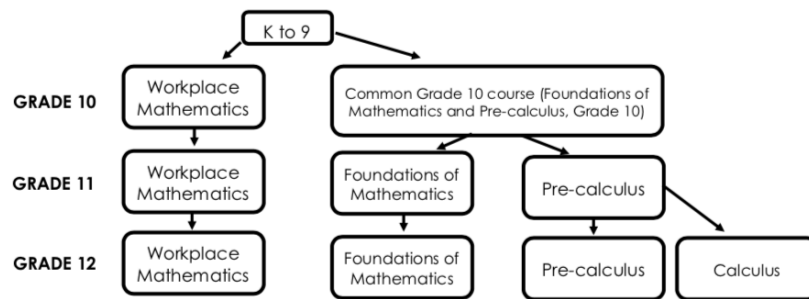 K to 9
GRADE 10
Workplace
Mathematics
Common Grade 10 course (Foundations of
Mathematics and Pre-calculus, Grade 10)
GRADE 11
Workplace
Mathematics
Foundations of
Mathematics
Pre-calculus
GRADE 12
Workplace
Mathematics
Foundations of
Mathematics
Pre-calculus
Calculus